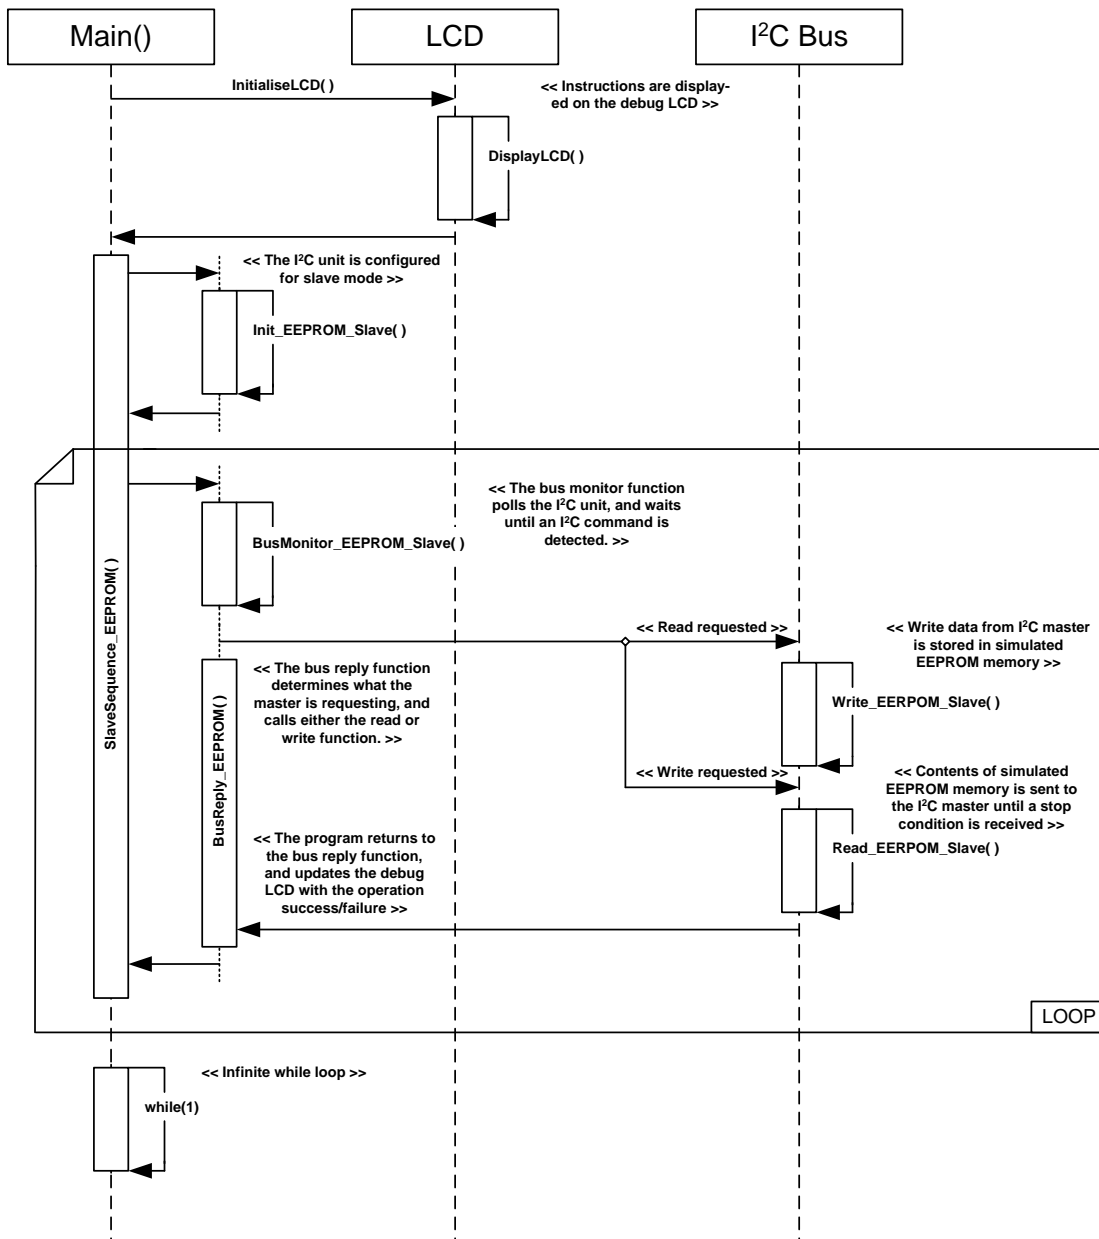 Main()
LCD
I²C Bus
InitialiseLCD( )
<< Instructions are display-
ed on the debug LCD >>
DisplayLCD( )
<< The I²C unit is configured
for slave mode >>
Init_EEPROM_Slave( )
<< The bus monitor function
polls the I²C unit, and waits
until an I²C command is
detected. >>
BusMonitor_EEPROM_Slave( )
SlaveSequence_EEPROM( )
<< Read requested >>
<< Write data from I²C master
is stored in simulated
EEPROM memory >>
<< The bus reply function
determines what the
master is requesting, and
calls either the read or
write function. >>
Write_EERPOM_Slave( )
BusReply_EEPROM( )
<< Write requested >>
<< Contents of simulated
EEPROM memory is sent to
the I²C master until a stop
condition is received >>
<< The program returns to
the bus reply function,
and updates the debug
LCD with the operation
success/failure >>
Read_EERPOM_Slave( )
LOOP
<< Infinite while loop >>
while(1)